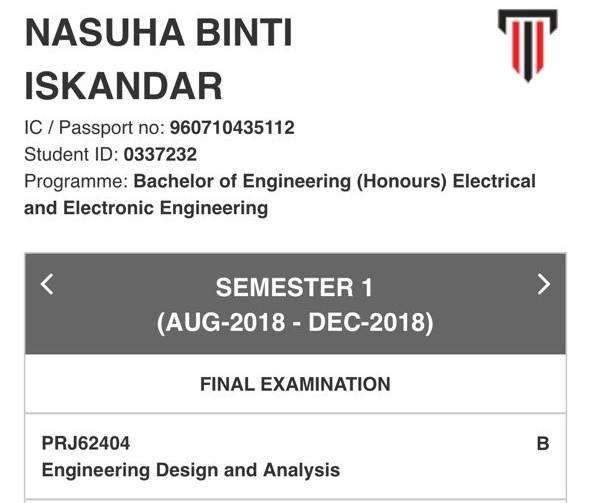 NASUHA BINTI
ISKANDAR
IC / Passport no: 960710435112
Student ID: 0337232
Programme: Bachelor of Engineering (Honours) Electrical
and Electronic Engineering
SEMESTER 1
(AUG-2018 - DEC-2018)
FINAL EXAMINATION
PRJ62404 B
Engineering Design and Analysis